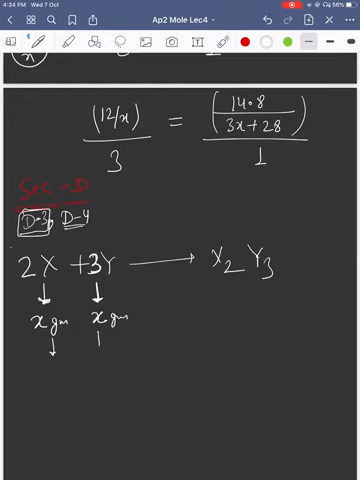 4:34 PM Wed 7 Oct
56%
Ap2 Mole Lec4
(12/x) / 3 = (14.8 / (3x+28)) / 1
Sec-D
D-3, D-4
2X + 3Y → X₂Y₃
x gm x gm